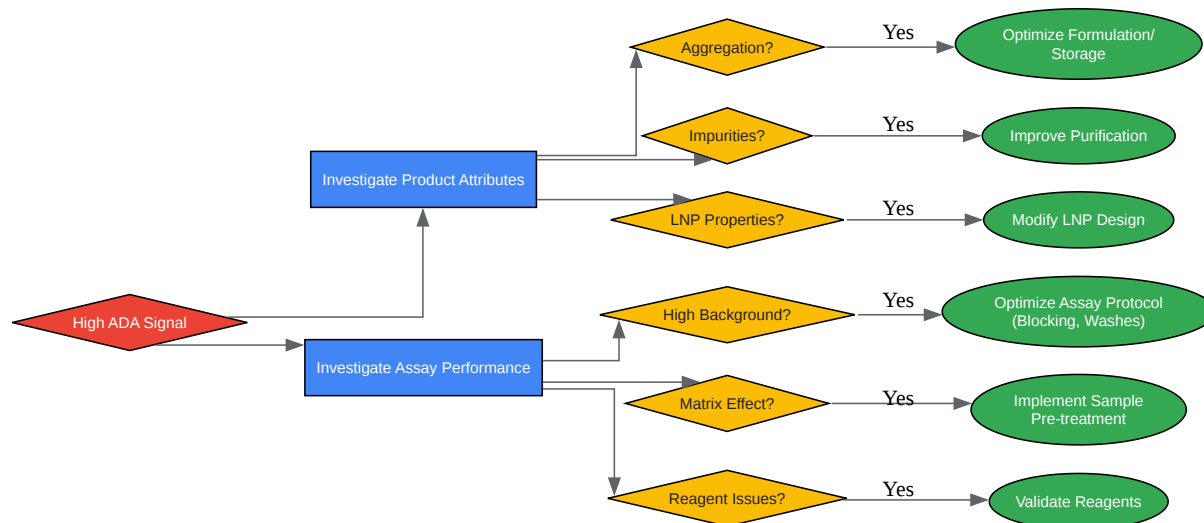 Aggregation?
Yes
Optimize Formulation/
Storage
Impurities?
Yes
Improve Purification
Investigate Product Attributes
LNP Properties?
Yes
Modify LNP Design
High ADA Signal
High Background?
Yes
Optimize Assay Protocol
(Blocking, Washes)
Investigate Assay Performance
Matrix Effect?
Yes
Implement Sample
Pre-treatment
Reagent Issues?
Yes
Validate Reagents